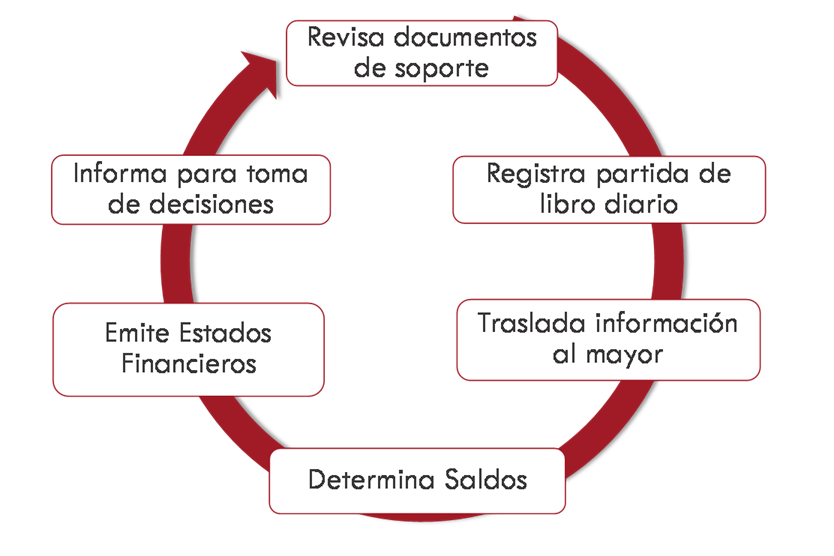 Revisa documentos
de soporte
Registra partida de
libro diario
Traslada información
al mayor
Determina Saldos
Emite Estados
Financieros
Informa para toma
de decisiones